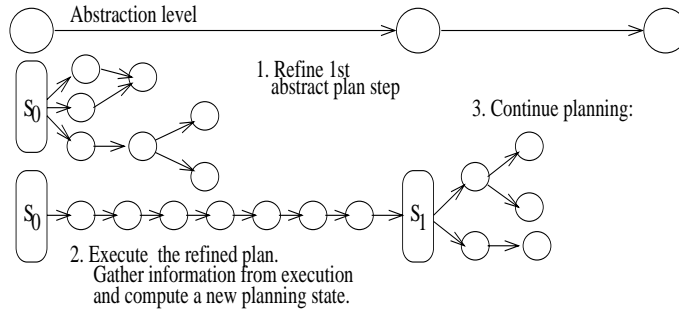 Abstraction level
1. Refine 1st
abstract plan step
S0
3. Continue planning:
S0
S1
2. Execute the refined plan.
Gather information from execution
and compute a new planning state.